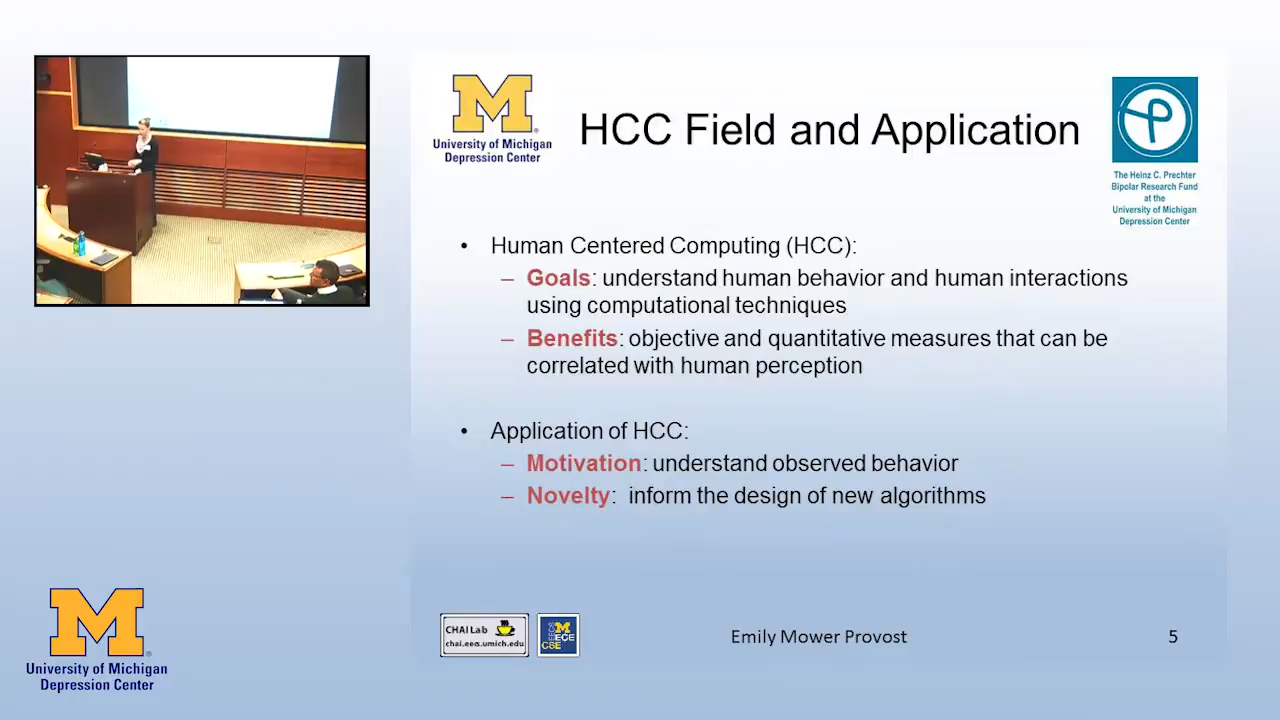 M
University of Michigan
Depression Center
HCC Field and Application
The Heinz C. Prechter
Bipolar Research Fund
at the
University of Michigan
Depression Center
• Human Centered Computing (HCC):
– Goals: understand human behavior and human interactions
using computational techniques
– Benefits: objective and quantitative measures that can be
correlated with human perception
• Application of HCC:
– Motivation: understand observed behavior
– Novelty: inform the design of new algorithms
CHAI Lab
chai.eecs.umich.edu
EECS
M
ECE
CSE
Emily Mower Provost
5
M
University of Michigan
Depression Center